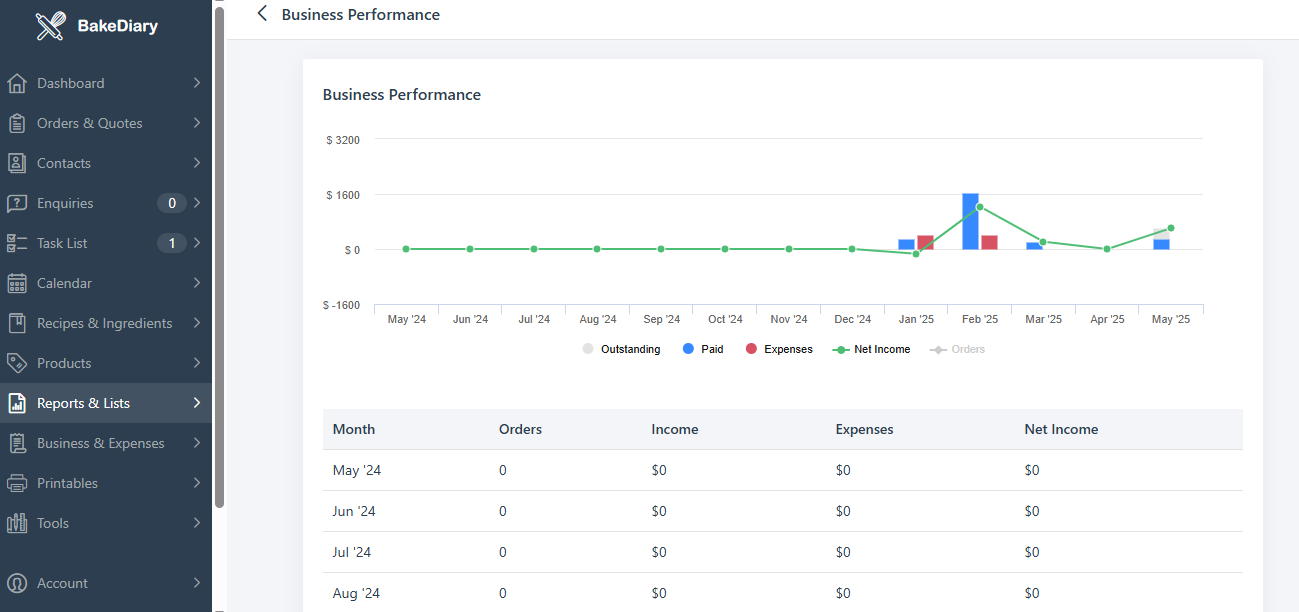 BakeDiary
Dashboard
Orders & Quotes
Contacts
Enquiries 0
Task List 1
Calendar
Recipes & Ingredients
Products
Reports & Lists
Business & Expenses
Printables
Tools
Account
Business Performance
Business Performance
$ 3200
$ 1600
$ 0
$ -1600
May '24 Jun '24 Jul '24 Aug '24 Sep '24 Oct '24 Nov '24 Dec '24 Jan '25 Feb '25 Mar '25 Apr '25 May '25
Outstanding Paid Expenses Net Income Orders
Month Orders Income Expenses Net Income
May '24 0 $0 $0 $0
Jun '24 0 $0 $0 $0
Jul '24 0 $0 $0 $0
Aug '24 0 $0 $0 $0